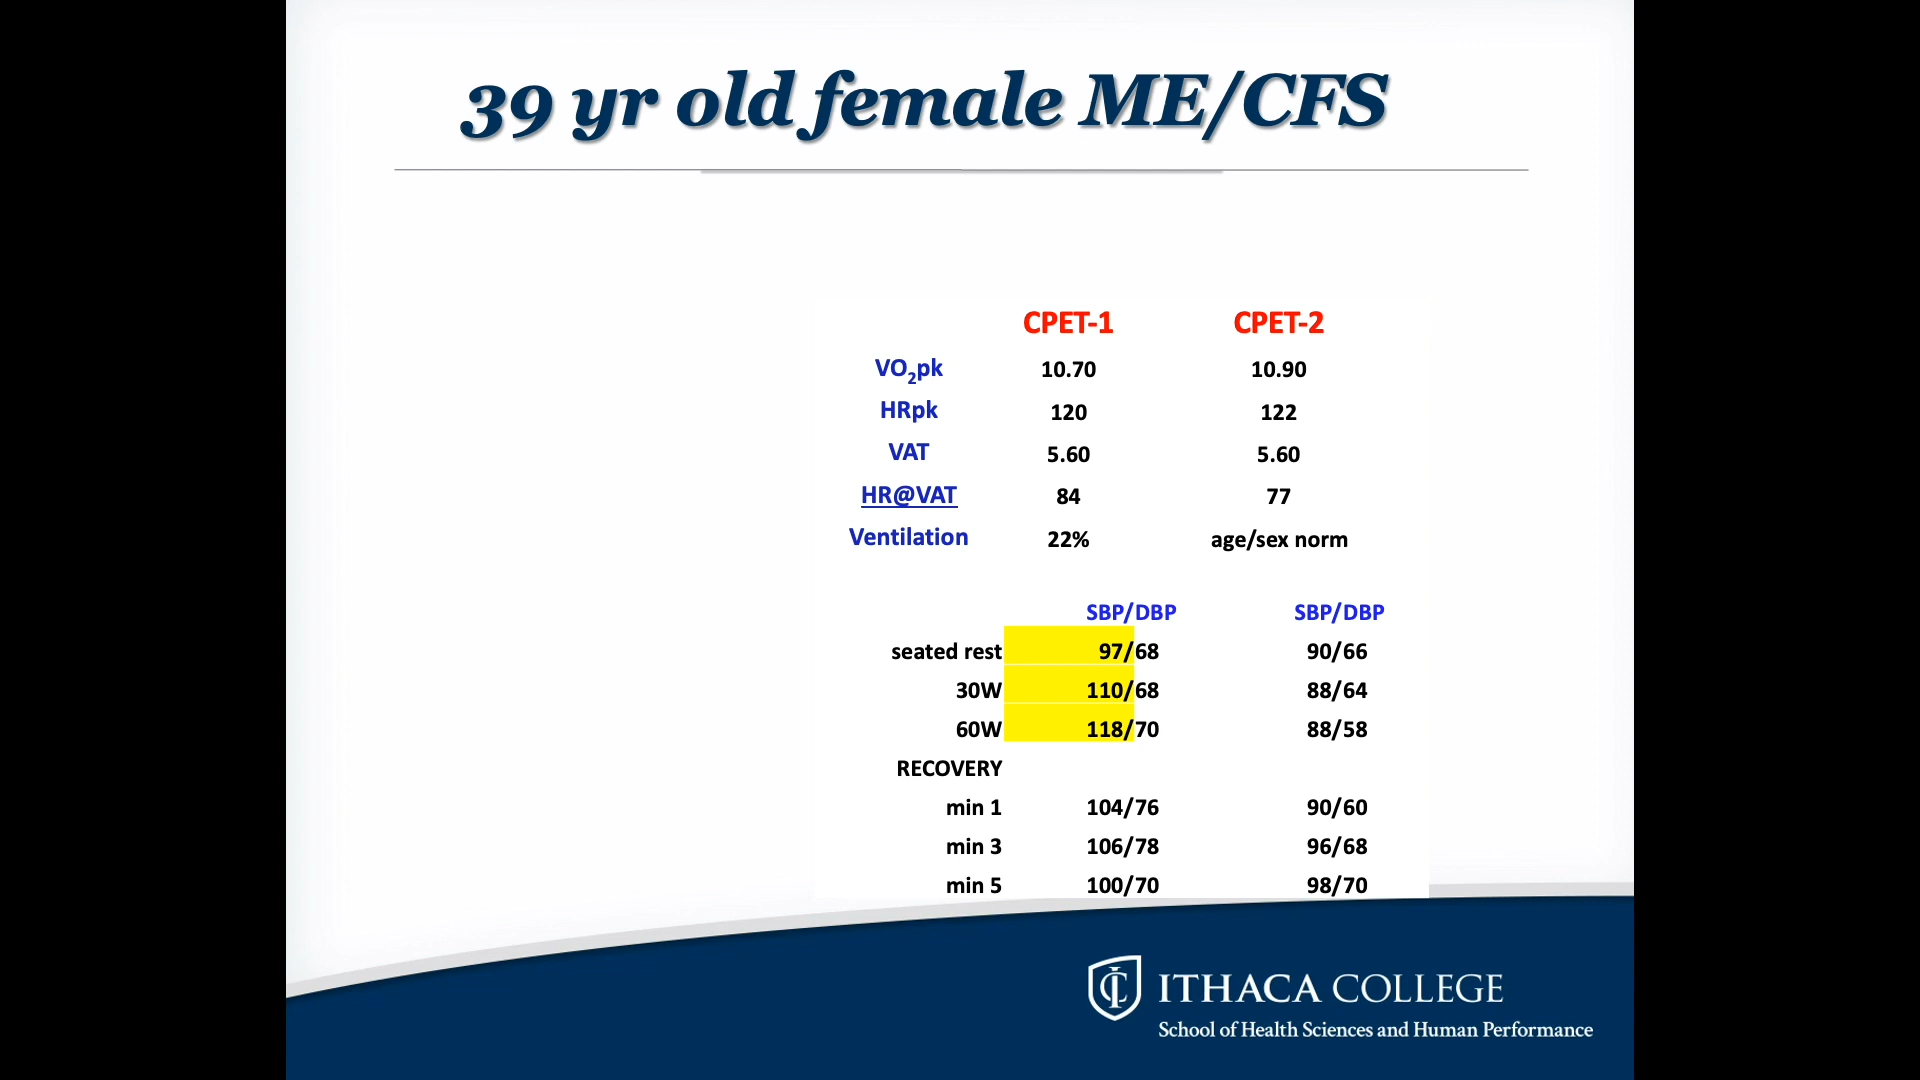 39 yr old female ME/CFS
CPET-1 CPET-2
VO₂pk 10.70 10.90
HRpk 120 122
VAT 5.60 5.60
HR@VAT 84 77
Ventilation 22% age/sex norm
SBP/DBP SBP/DBP
seated rest 97/68 90/66
30W 110/68 88/64
60W 118/70 88/58
RECOVERY
min 1 104/76 90/60
min 3 106/78 96/68
min 5 100/70 98/70
IC ITHACA COLLEGE
School of Health Sciences and Human Performance